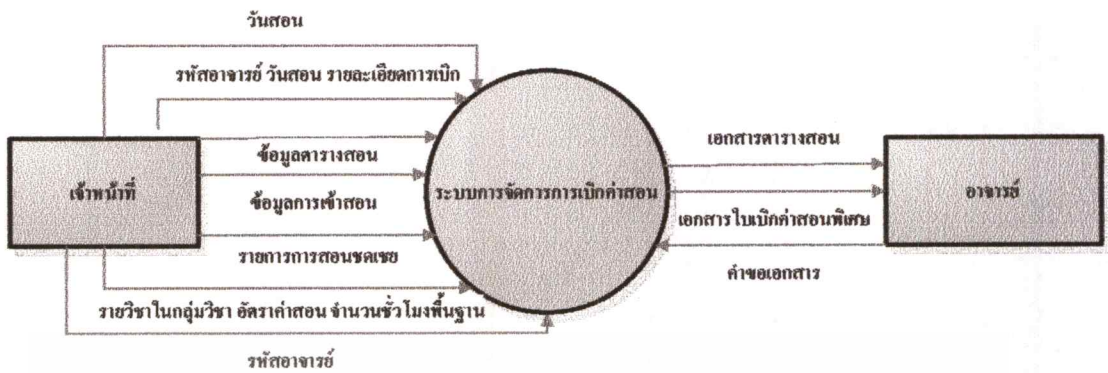 วันสอน
รหัสอาจารย์ วันสอน รายละเอียดการเบิก
ข้อมูลตารางสอน
เอกสารตารางสอน
เจ้าหน้าที่
ข้อมูลการเข้าสอน
ระบบการจัดการการเบิกค่าสอน
อาจารย์
เอกสารใบเบิกค่าสอนพิเศษ
รายการการสอนชดเชย
คำขอเอกสาร
รายวิชาในกลุ่มวิชา อัตราค่าสอน จำนวนชั่วโมงพื้นฐาน
รหัสอาจารย์